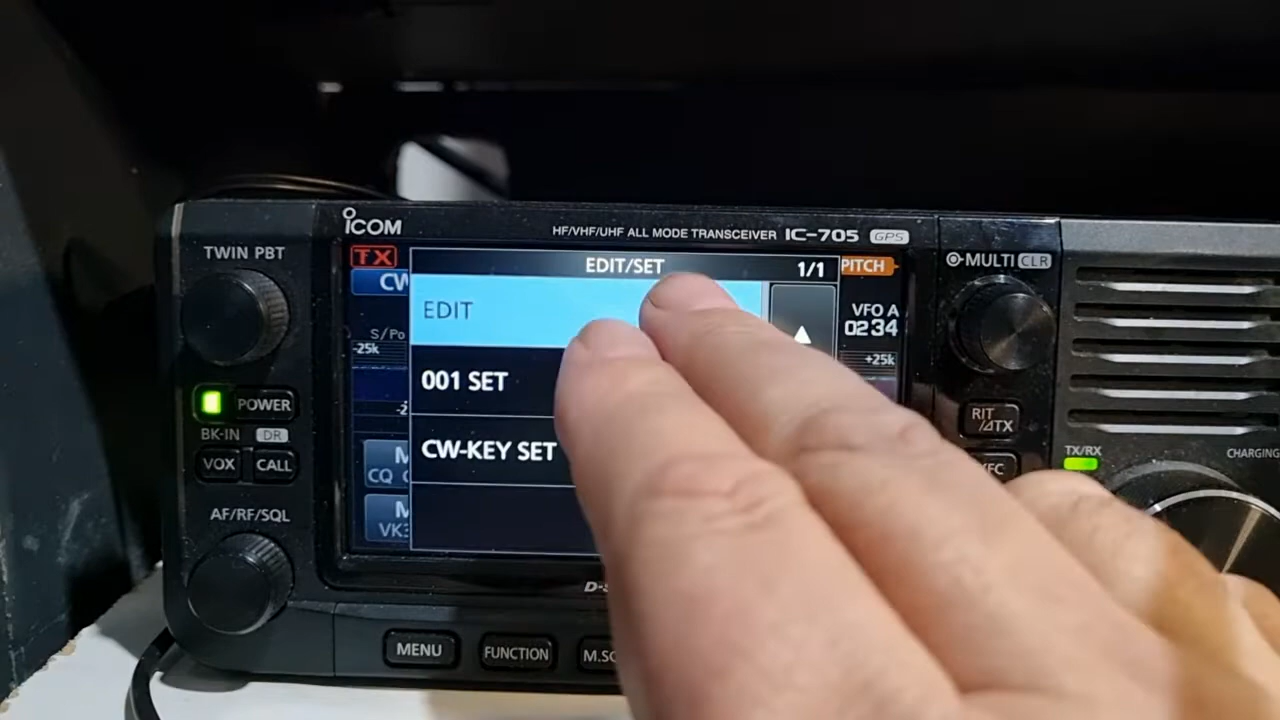 ICOM
HF/VHF/UHF ALL MODE TRANSCEIVER IC-705 GPS
TWIN PBT
TX
EDIT/SET 1/1
PITCH
MULTI CLR
CW
EDIT
VFO A
0234
S/Po
-25k
+25k
001 SET
POWER
BK-IN DR
VOX CALL
RIT
/ΔTX
CW-KEY SET
M
CQ
TX/RX
CHARGING
AF/RF/SQL
M
VK3
MENU
FUNCTION